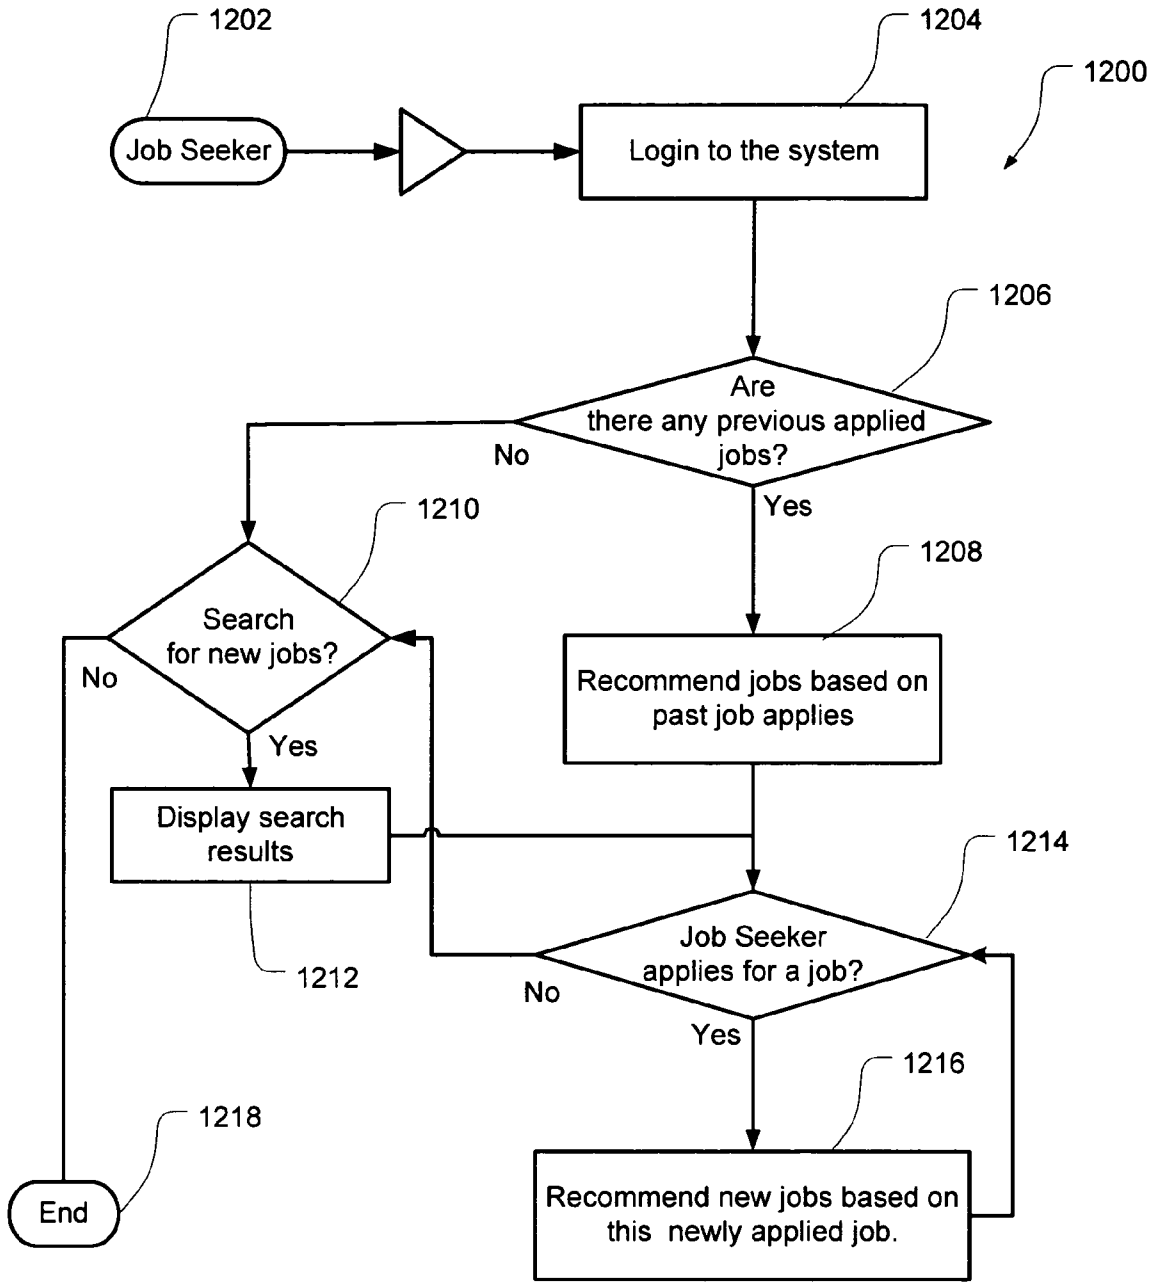 1202
1204
1200
Job Seeker
Login to the system
1206
Are
there any previous applied
jobs?
No
Yes
1210
1208
Search
for new jobs?
No
Yes
Recommend jobs based on
past job applies
Display search
results
1214
1212
Job Seeker
applies for a job?
No
Yes
1216
1218
End
Recommend new jobs based on
this newly applied job.